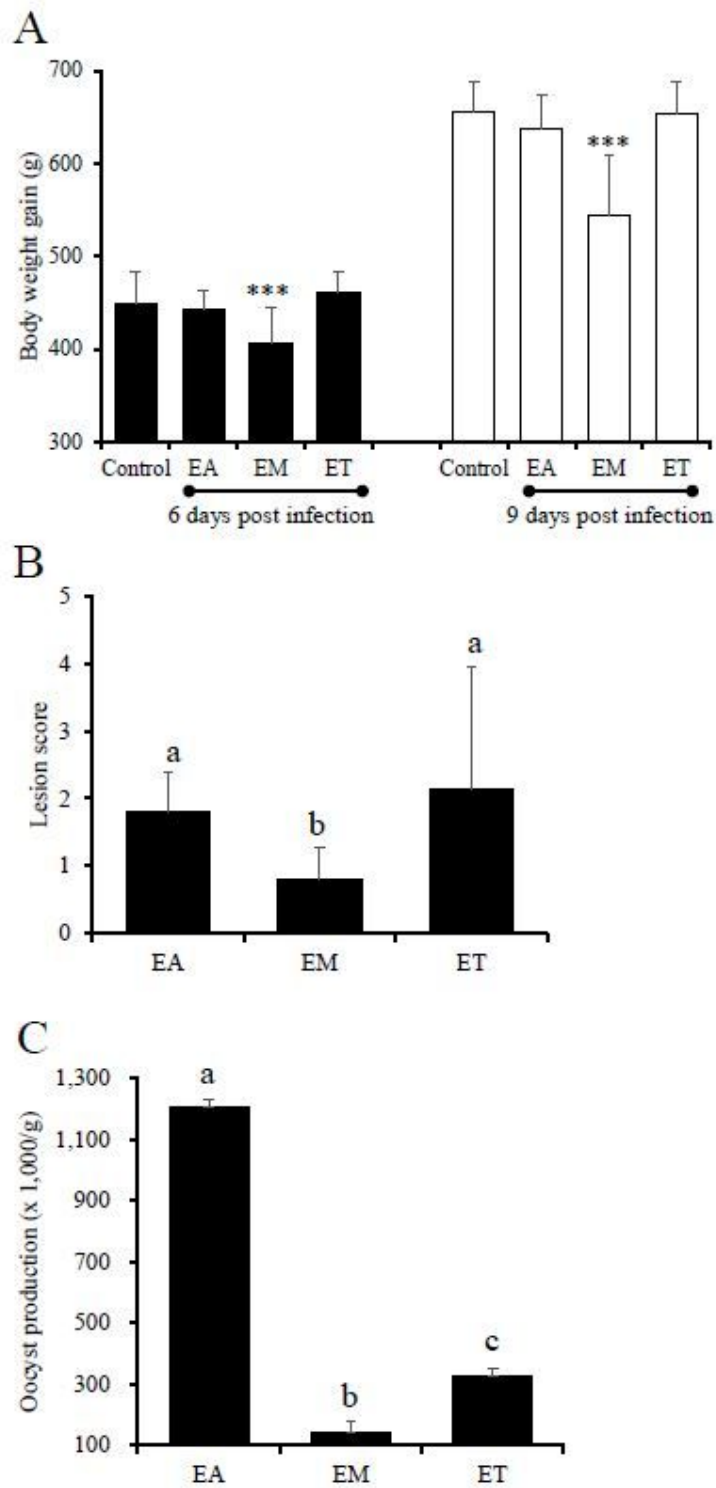 A
700
600
500
400
300
Body weight gain (g)
***
***
Control EA EM ET Control EA EM ET
6 days post infection 9 days post infection
B
5
4
3
2
1
0
Lesion score
a
b
a
EA EM ET
C
1,300
1,100
900
700
500
300
100
Oocyst production (x 1,000/g)
a
b
c
EA EM ET